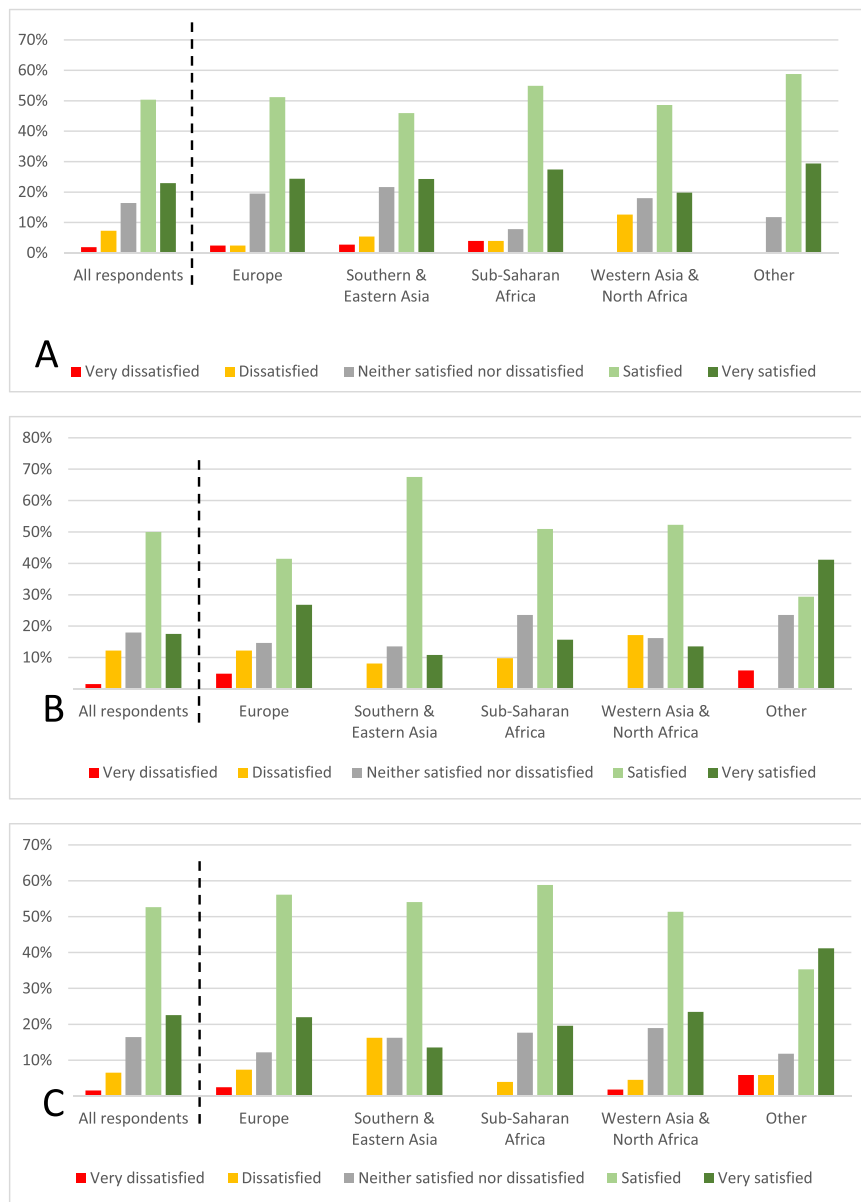 70%
60%
50%
40%
30%
20%
10%
0%
All respondents Europe Southern & Eastern Asia Sub-Saharan Africa Western Asia & North Africa Other
A
Very dissatisfied Dissatisfied Neither satisfied nor dissatisfied Satisfied Very satisfied
80%
70%
60%
50%
40%
30%
20%
10%
B
All respondents Europe Southern & Eastern Asia Sub-Saharan Africa Western Asia & North Africa Other
Very dissatisfied Dissatisfied Neither satisfied nor dissatisfied Satisfied Very satisfied
70%
60%
50%
40%
30%
20%
10%
C
All respondents Europe Southern & Eastern Asia Sub-Saharan Africa Western Asia & North Africa Other
Very dissatisfied Dissatisfied Neither satisfied nor dissatisfied Satisfied Very satisfied